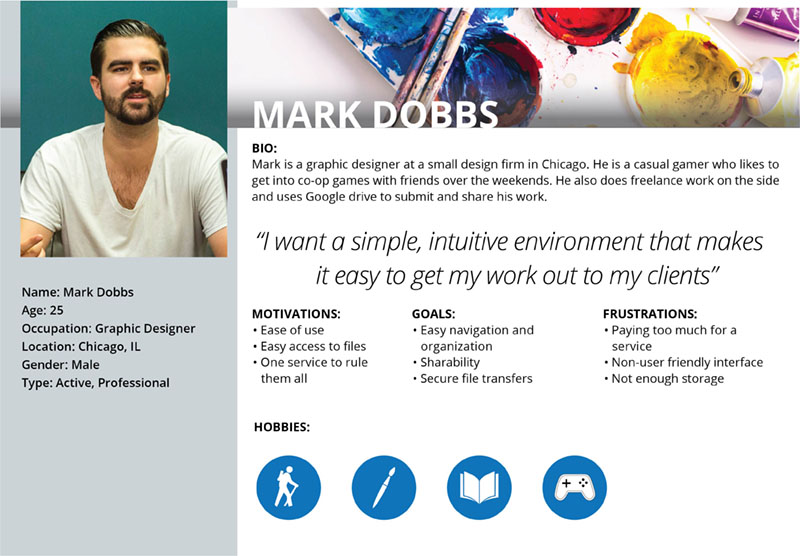 MARK DOBBS
BIO:
Mark is a graphic designer at a small design firm in Chicago. He is a casual gamer who likes to
get into co-op games with friends over the weekends. He also does freelance work on the side
and uses Google drive to submit and share his work.
“I want a simple, intuitive environment that makes
it easy to get my work out to my clients”
Name: Mark Dobbs
Age: 25
Occupation: Graphic Designer
Location: Chicago, IL
Gender: Male
Type: Active, Professional
MOTIVATIONS:
• Ease of use
• Easy access to files
• One service to rule
them all
GOALS:
• Easy navigation and
organization
• Sharability
• Secure file transfers
FRUSTRATIONS:
• Paying too much for a
service
• Non-user friendly interface
• Not enough storage
HOBBIES: